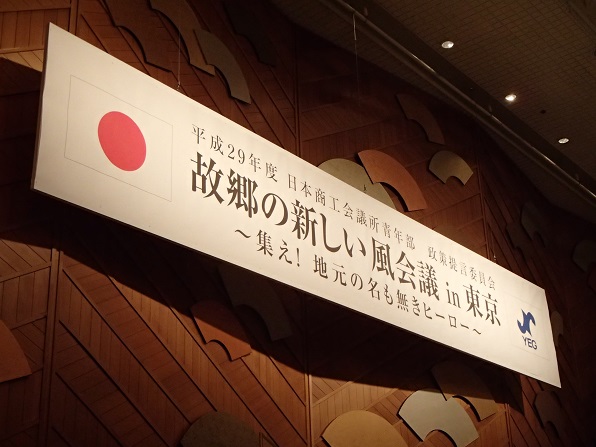 平成29年度 日本商工会議所青年部 政策提言委員会
故郷の新しい風会議 in 東京
～集え! 地元の名も無きヒーロー～
YEG